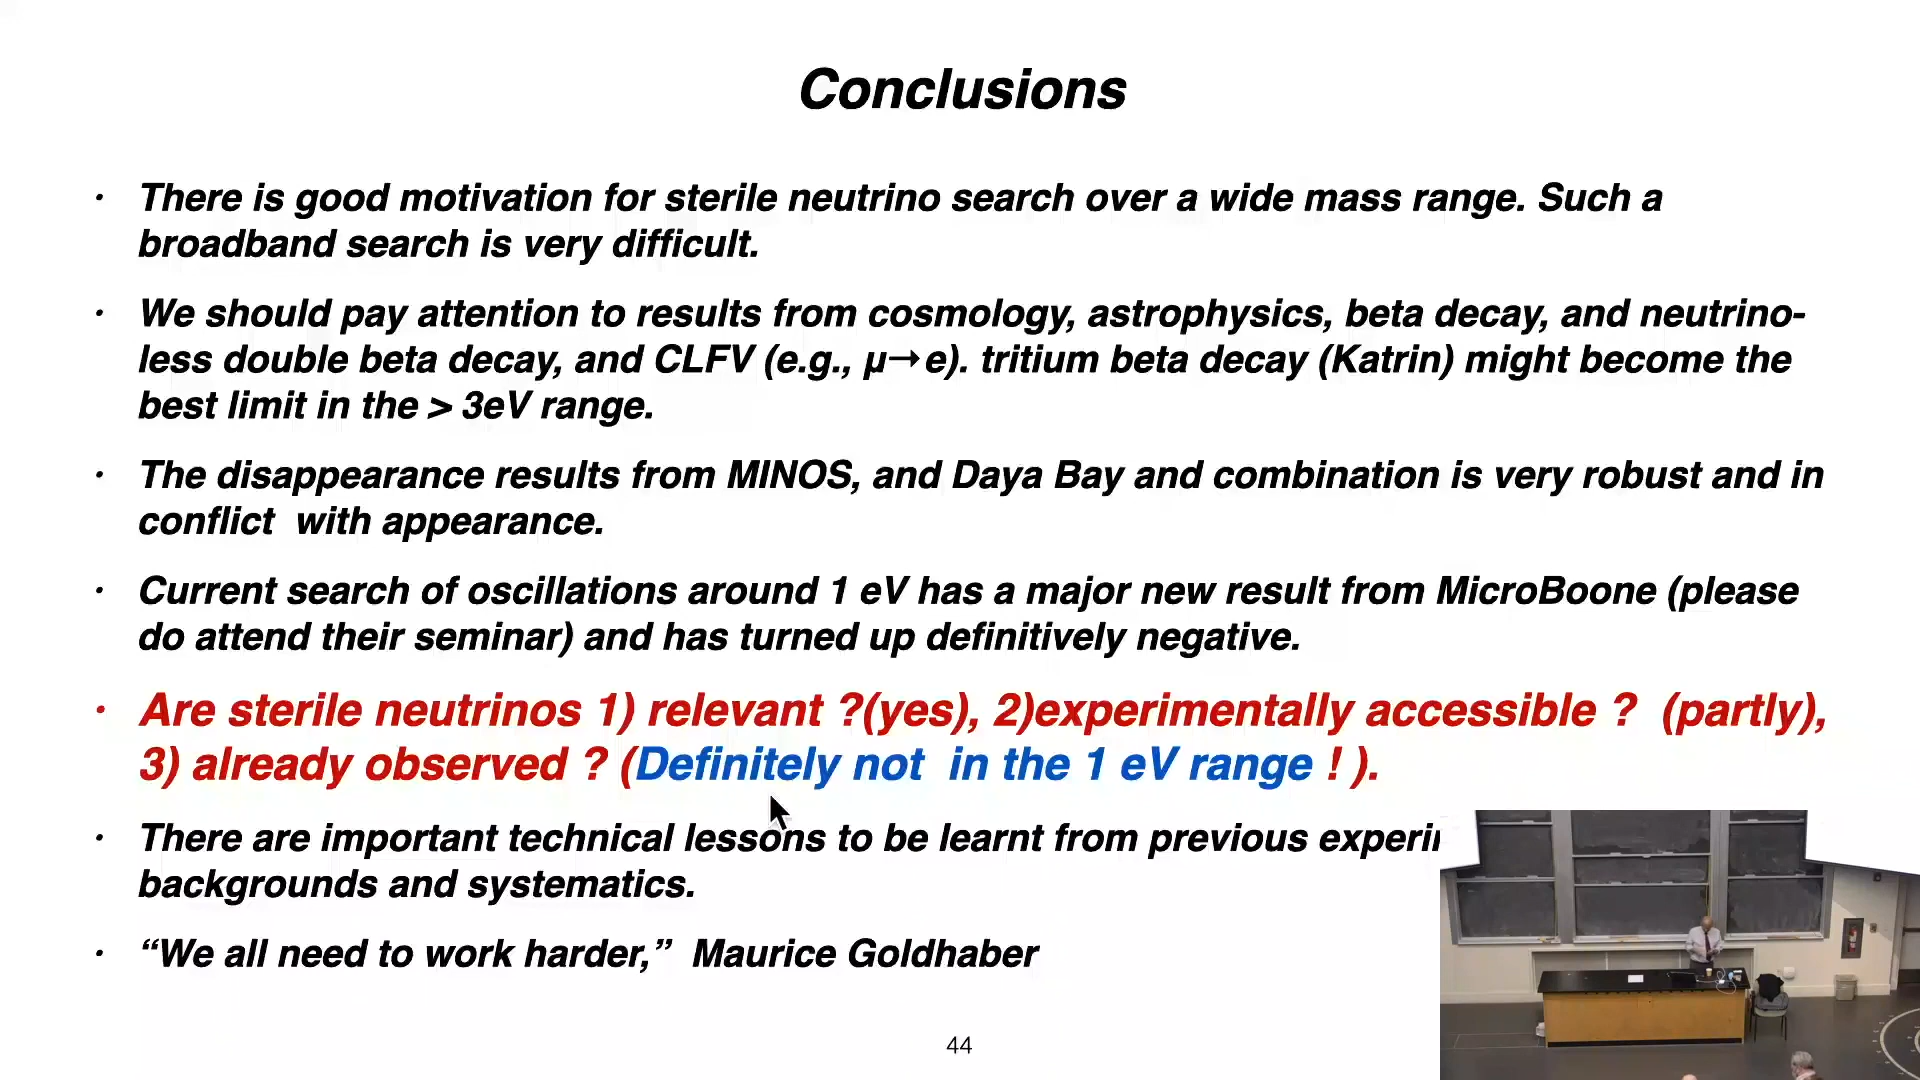 Conclusions
· There is good motivation for sterile neutrino search over a wide mass range. Such a
broadband search is very difficult.
· We should pay attention to results from cosmology, astrophysics, beta decay, and neutrino-
less double beta decay, and CLFV (e.g., µ→e). tritium beta decay (Katrin) might become the
best limit in the > 3eV range.
· The disappearance results from MINOS, and Daya Bay and combination is very robust and in
conflict with appearance.
· Current search of oscillations around 1 eV has a major new result from MicroBoone (please
do attend their seminar) and has turned up definitively negative.
· Are sterile neutrinos 1) relevant ?(yes), 2)experimentally accessible ? (partly),
3) already observed ? (Definitely not in the 1 eV range ! ).
· There are important technical lessons to be learnt from previous
backgrounds and systematics.
· “We all need to work harder,” Maurice Goldhaber
44